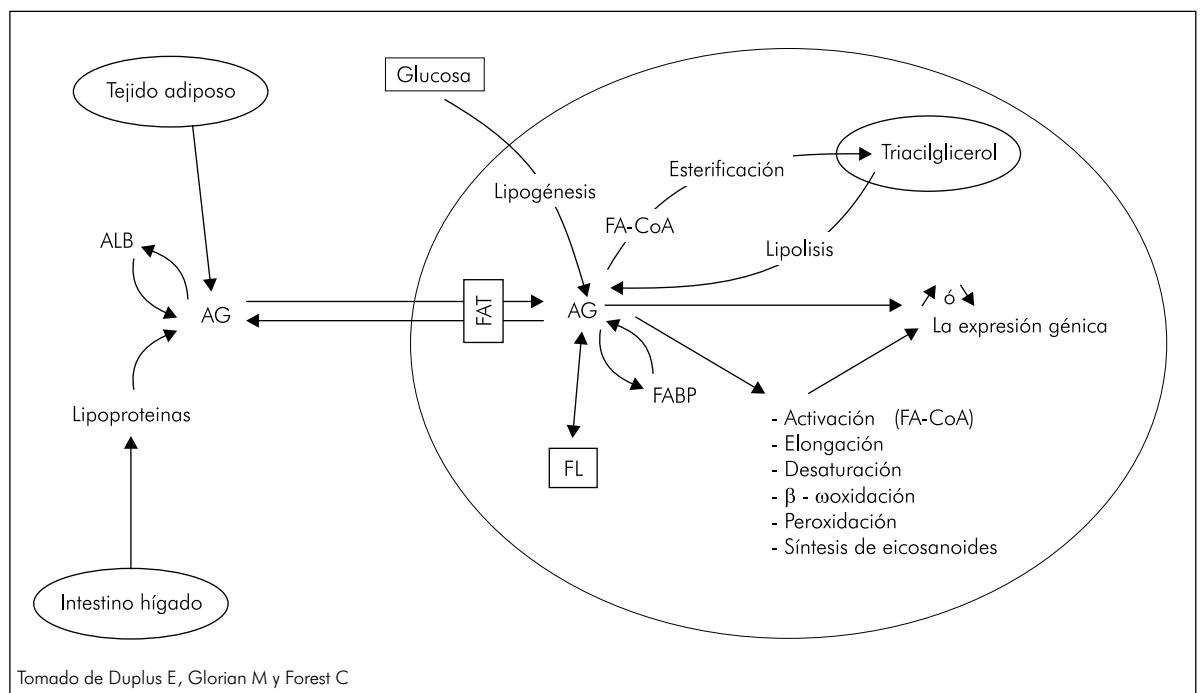 Glucosa
Tejido adiposo
Triacilglicerol
Esterificación
Lipogénesis
FA-CoA
ALB
Lipolisis
AG
FAT
AG
ó
La expresión génica
FABP
Lipoproteinas
- Activación (FA-CoA)
- Elongación
FL
- Desaturación
- β - ωoxidación
- Peroxidación
- Síntesis de eicosanoides
Intestino hígado
Tomado de Duplus E, Glorian M y Forest C